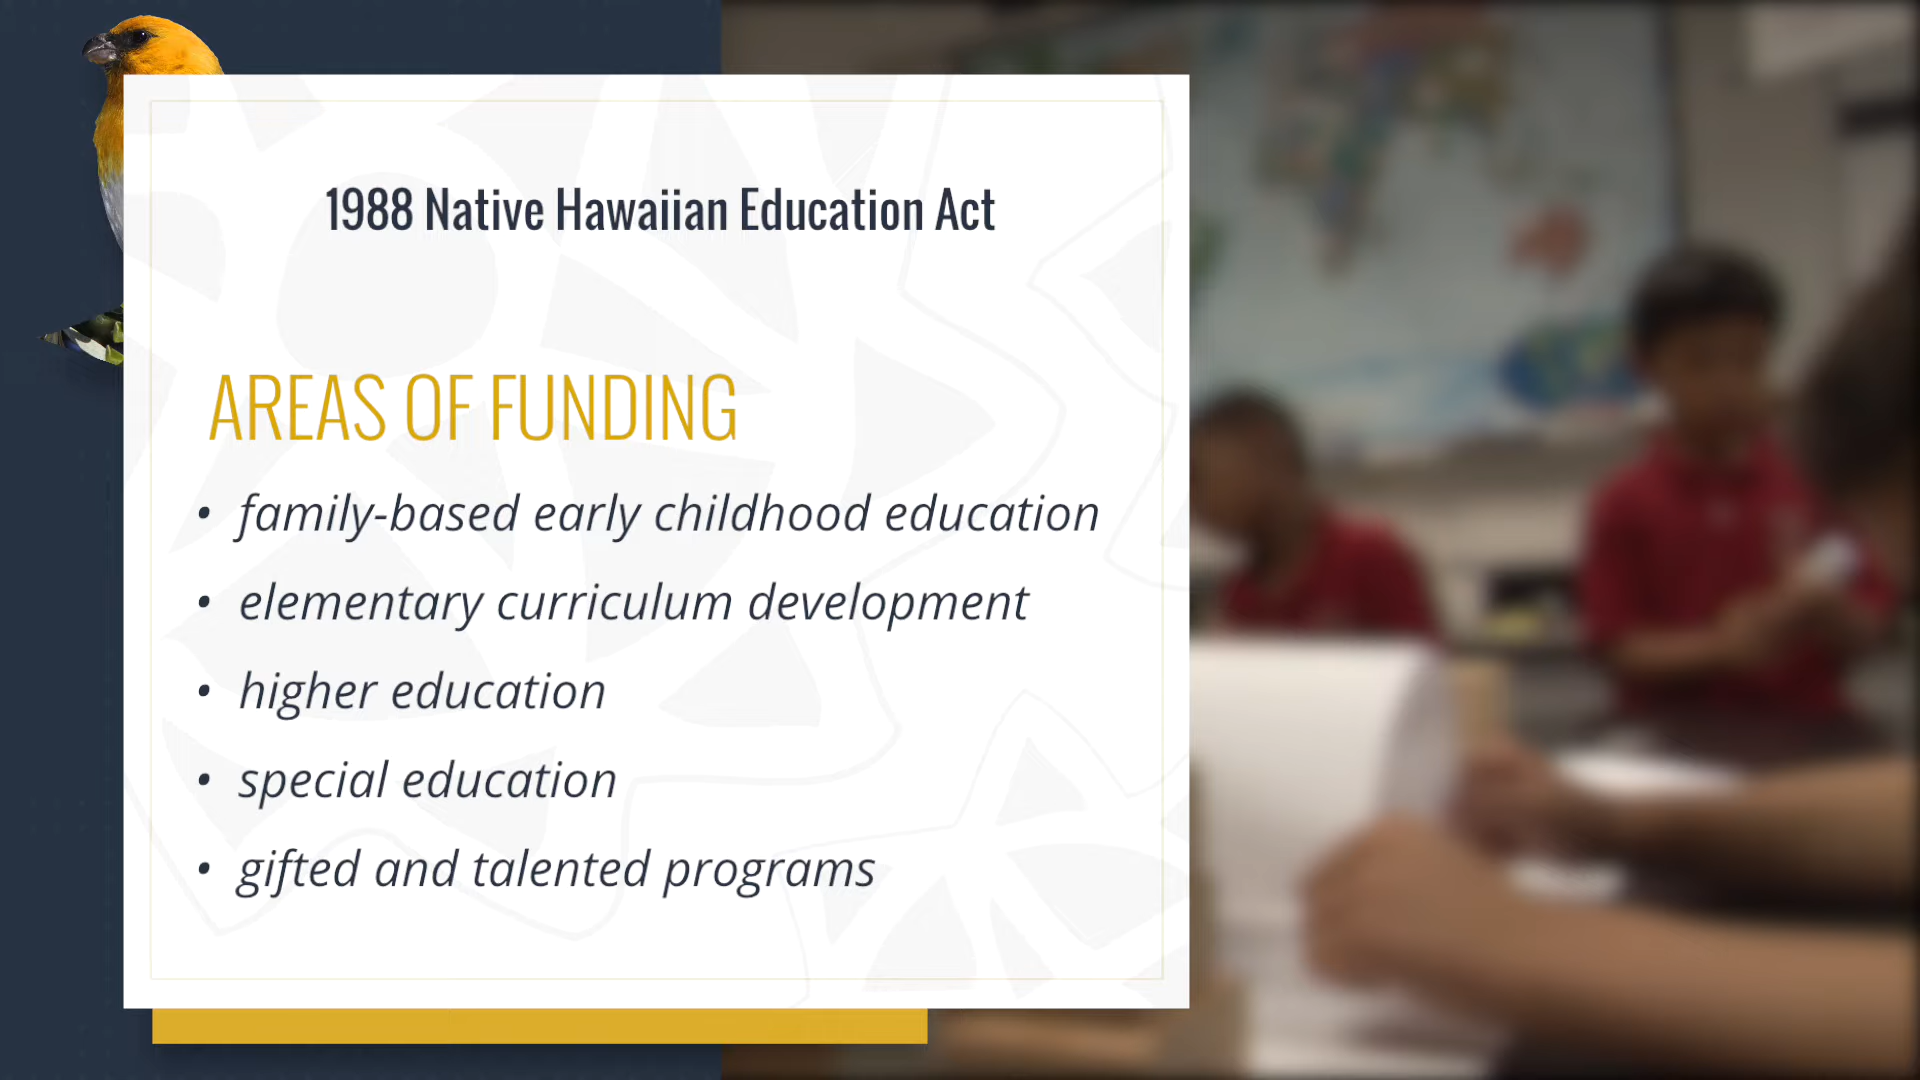 1988 Native Hawaiian Education Act
AREAS OF FUNDING
• family-based early childhood education
• elementary curriculum development
• higher education
• special education
• gifted and talented programs